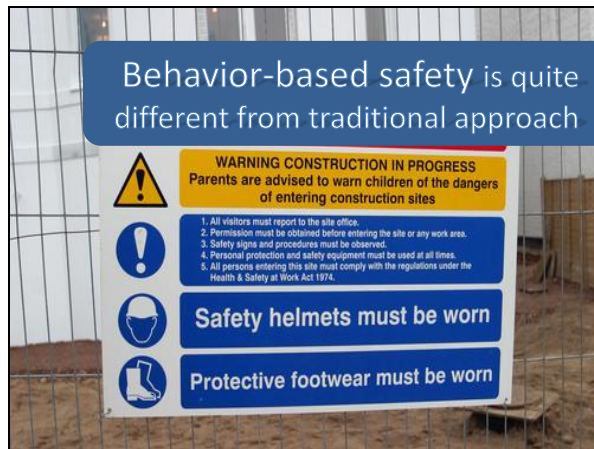 Behavior-based safety is quite
different from traditional approach
WARNING CONSTRUCTION IN PROGRESS
Parents are advised to warn children of the dangers
of entering construction sites
1. All visitors must report to the site office.
2. Permission must be obtained before entering the site or any work area.
3. Safety signs and procedures must be observed.
4. Personal protection and safety equipment must be used at all times.
5. All persons entering this site must comply with the regulations under the
Health & Safety at Work Act 1974.
Safety helmets must be worn
Protective footwear must be worn